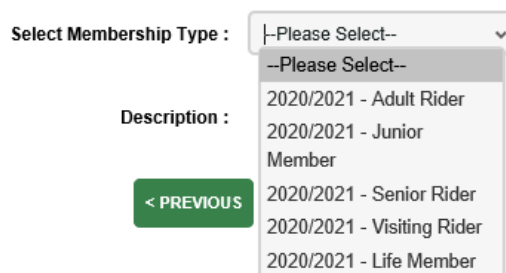 Select Membership Type : --Please Select--
--Please Select--
2020/2021 - Adult Rider
2020/2021 - Junior
Member
Description :
2020/2021 - Senior Rider
< PREVIOUS
2020/2021 - Visiting Rider
2020/2021 - Life Member